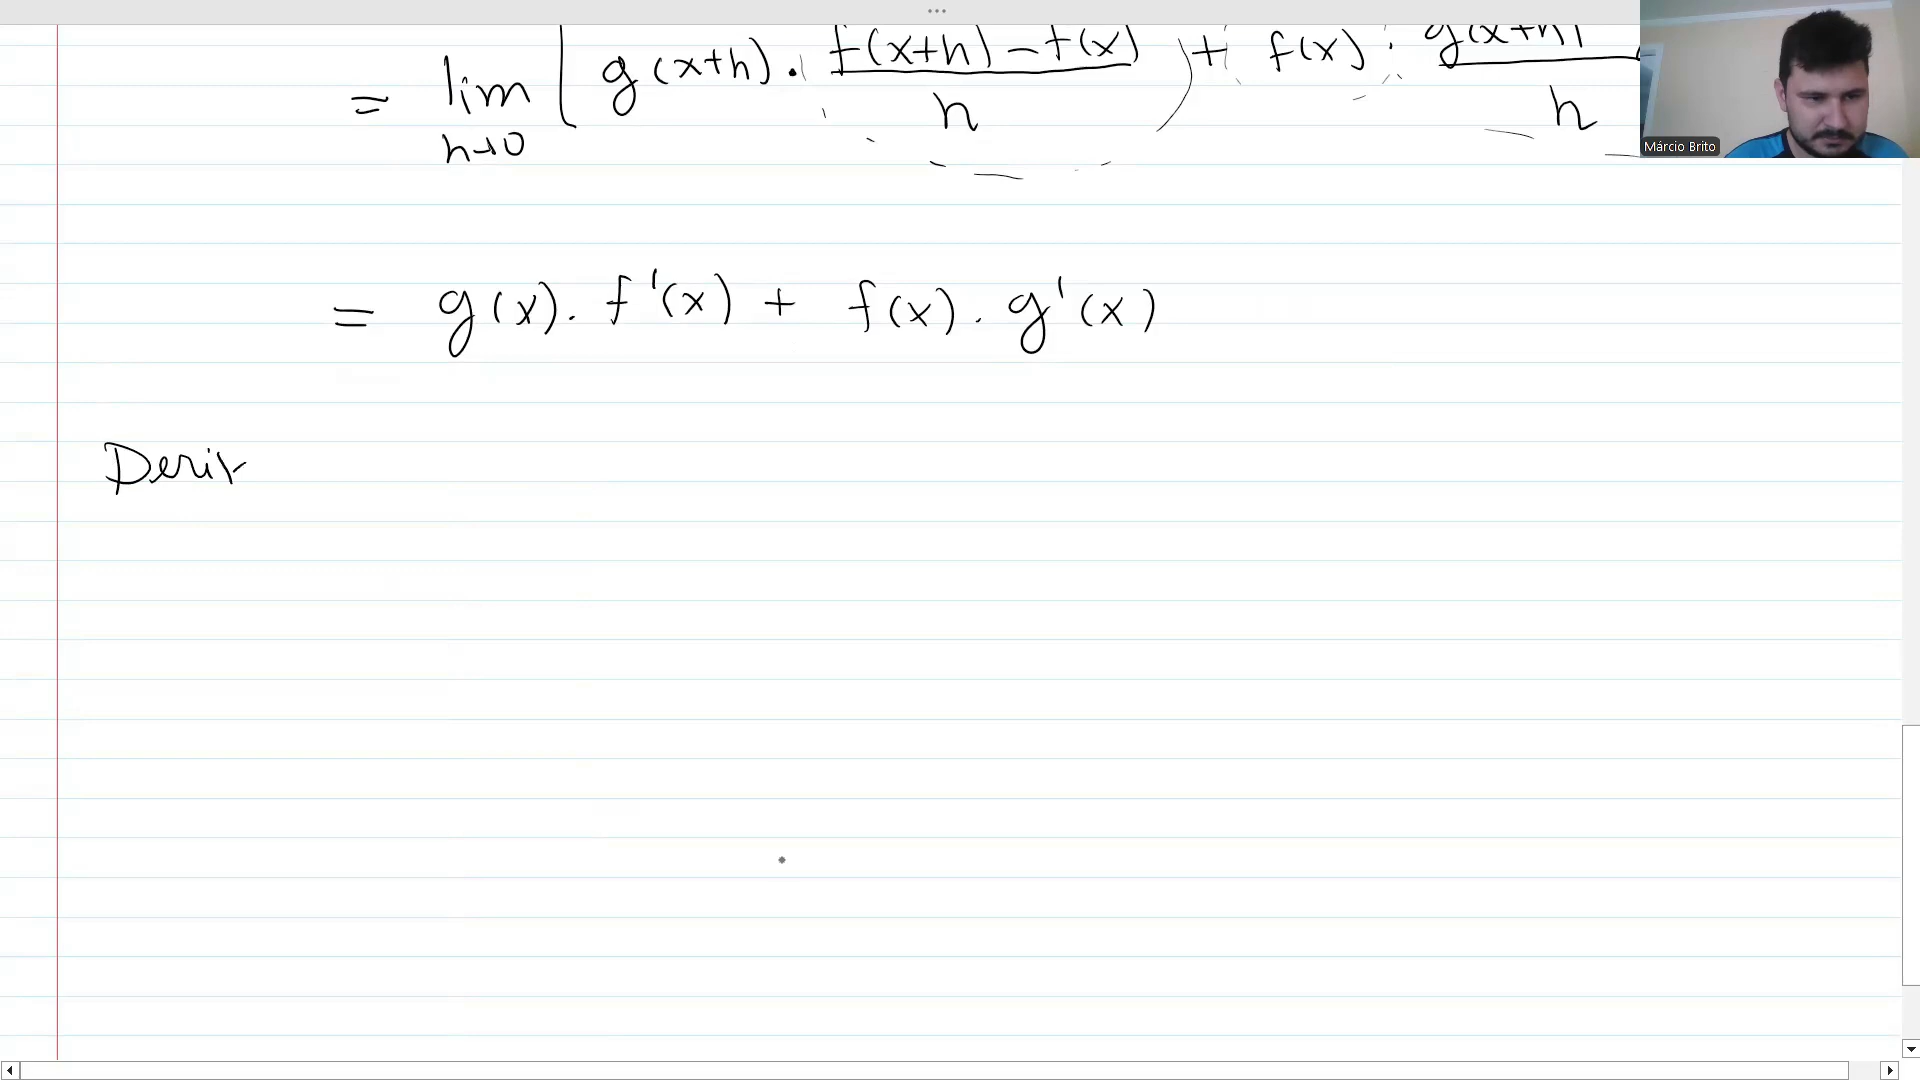 = lim h→0 [ g(x+h) . f(x+h) - f(x) / h ) + f(x) . g(x+h) / h
Márcio Brito
= g(x) . f'(x) + f(x) . g'(x)
Deriv